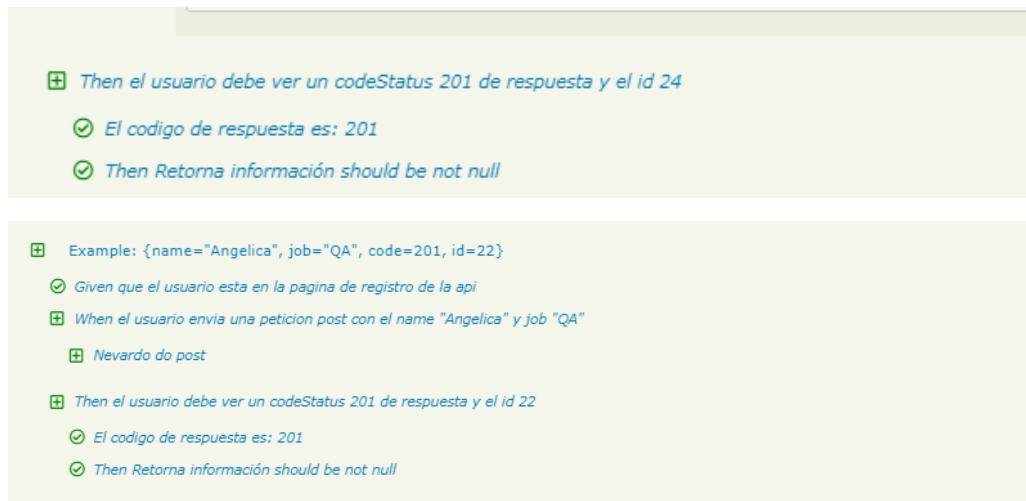 Then el usuario debe ver un codeStatus 201 de respuesta y el id 24
El codigo de respuesta es: 201
Then Retorna información should be not null
Example: {name="Angelica", job="QA", code=201, id=22}
Given que el usuario esta en la pagina de registro de la api
When el usuario envia una peticion post con el name "Angelica" y job "QA"
Nevardo do post
Then el usuario debe ver un codeStatus 201 de respuesta y el id 22
El codigo de respuesta es: 201
Then Retorna información should be not null